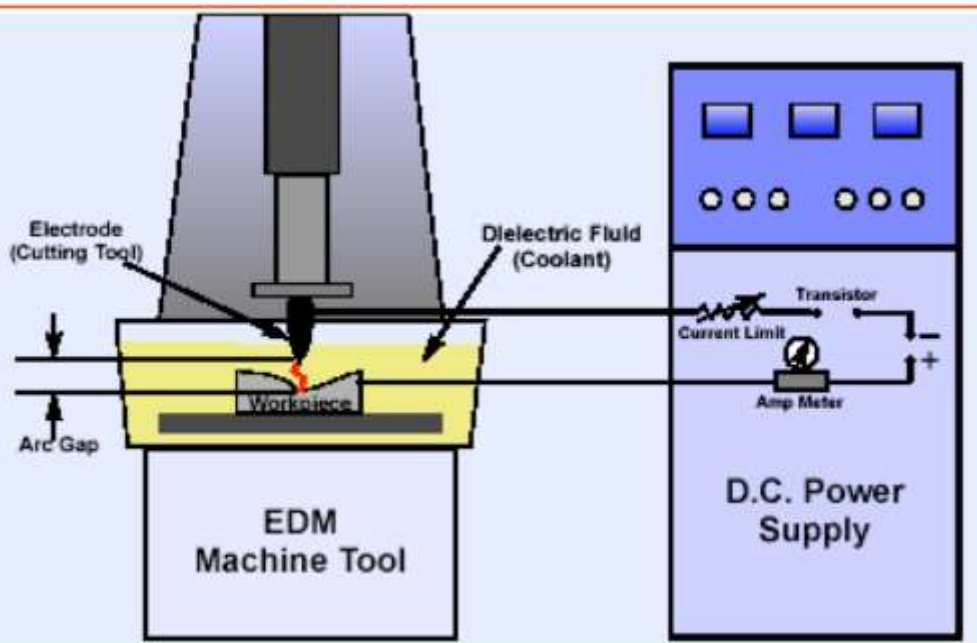 Electrode
(Cutting Tool)
Dielectric Fluid
(Coolant)
Transistor
Current Limit
−
+
Workpiece
Amp Meter
Arc Gap
EDM
Machine Tool
D.C. Power
Supply